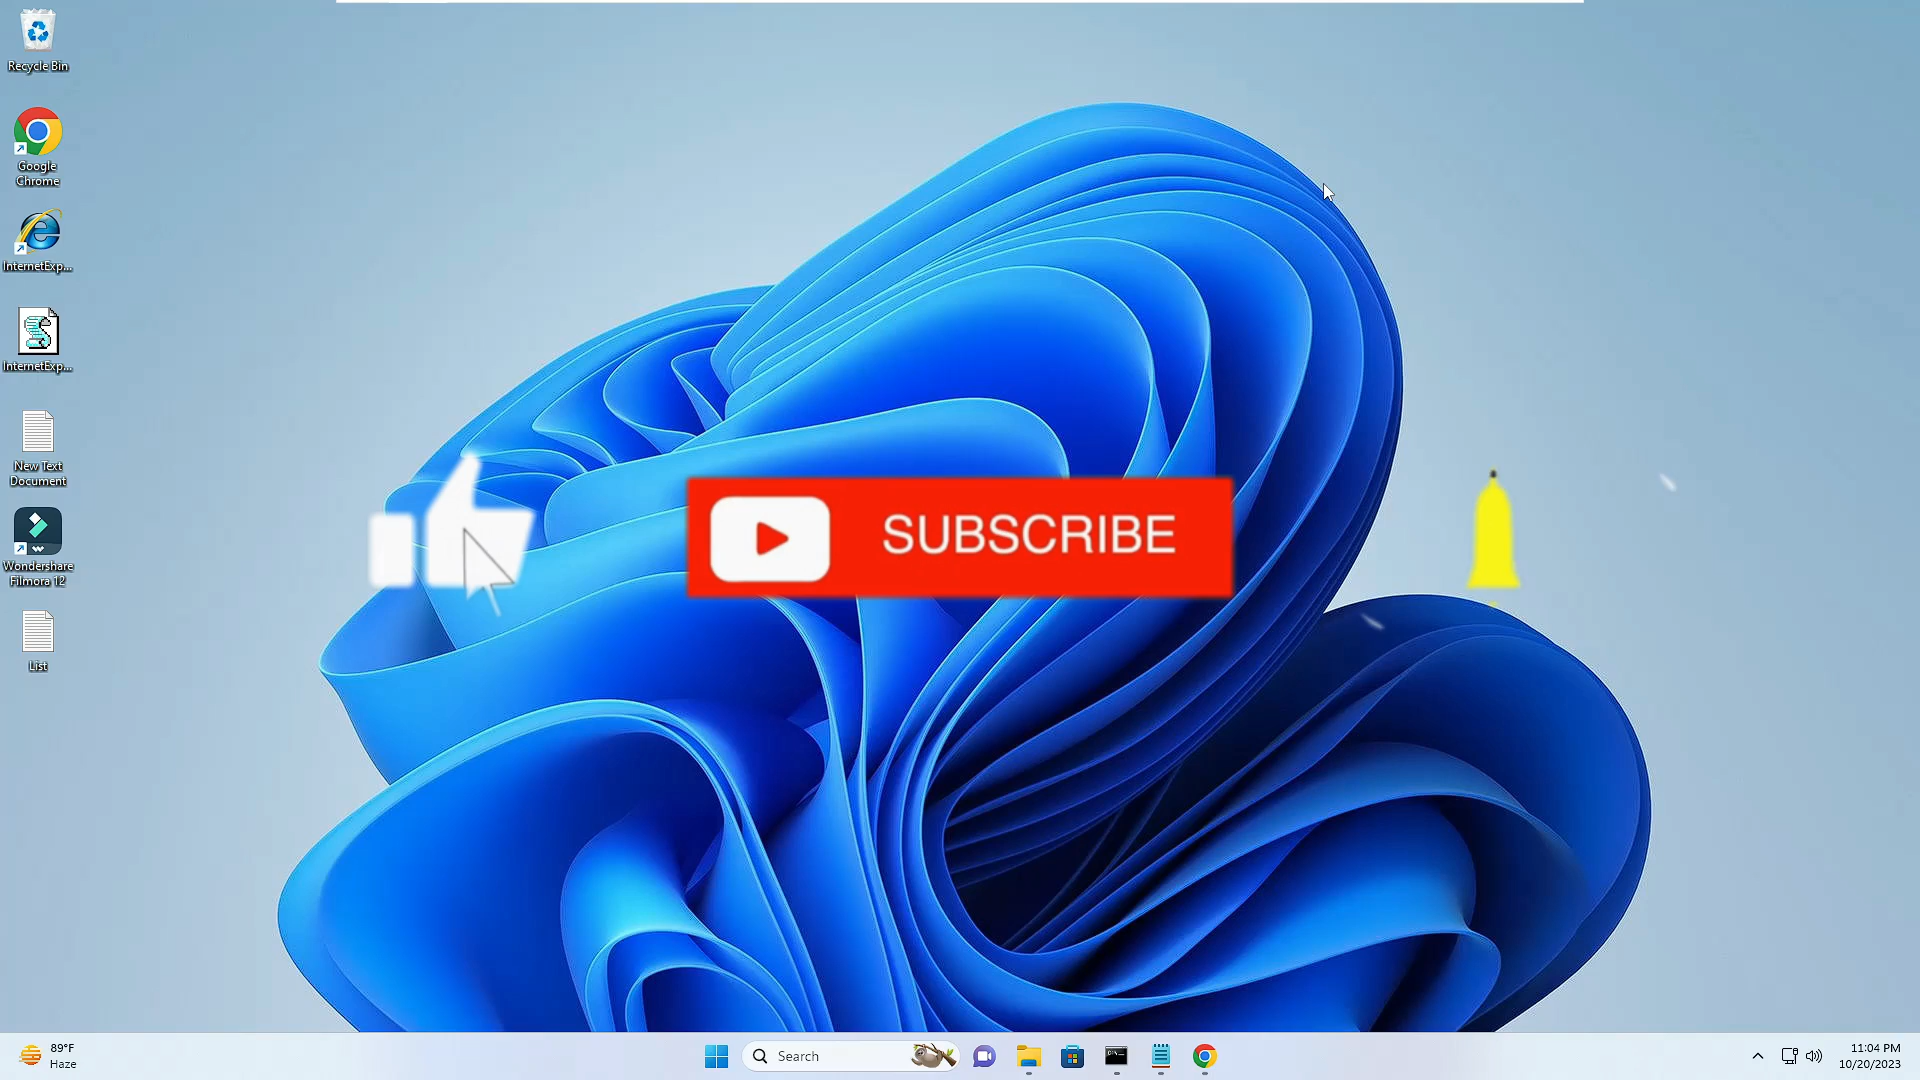 Recycle Bin
Google
Chrome
InternetExp...
InternetExp...
New Text
Document
Wondershare
Filmora 12
List
SUBSCRIBE
89°F
Haze
Search
11:04 PM
10/20/2023